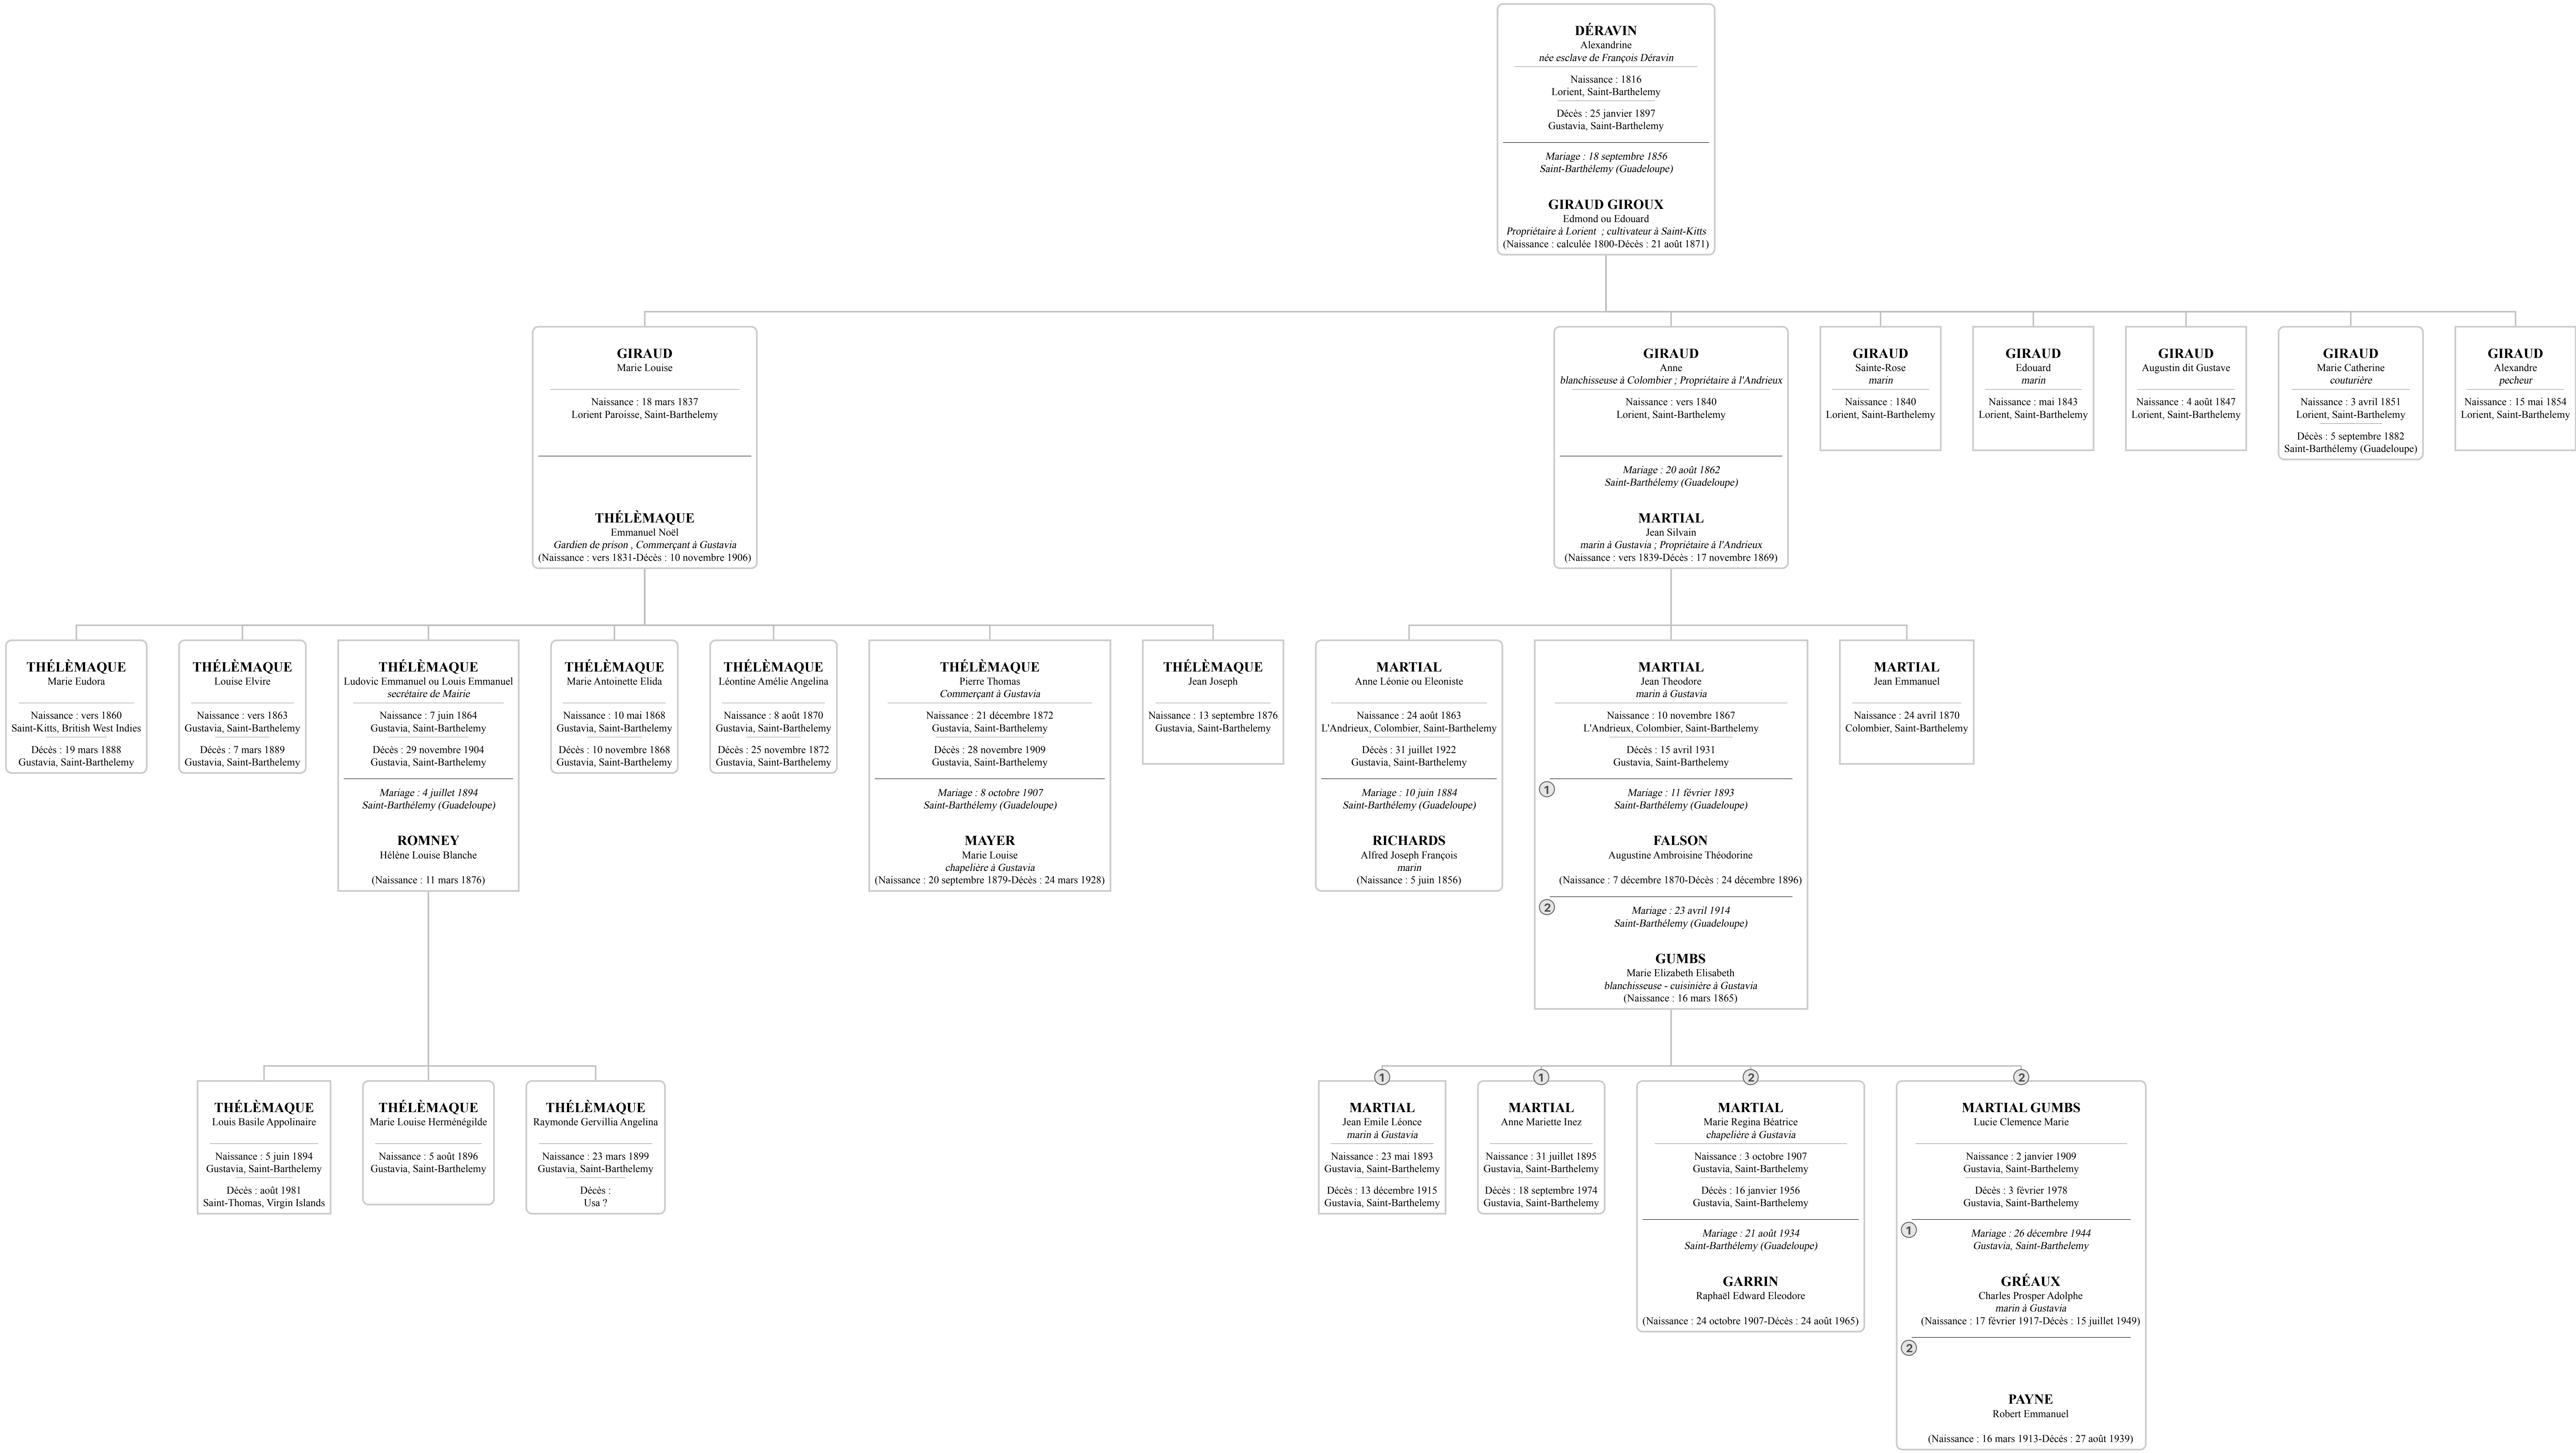 DÉRAVIN
Alexandrine
née esclave de François Déravin
Naissance : 1816
Lorient, Saint-Barthelemy
Décès : 25 janvier 1897
Gustavia, Saint-Barthelemy
Mariage : 18 septembre 1856
Saint-Barthélemy (Guadeloupe)
GIRAUD GIROUX
Edmond ou Edouard
Propriétaire à Lorient ; cultivateur à Saint-Kitts
(Naissance : calculée 1800-Décès : 21 août 1871)
GIRAUD
Marie Louise
Naissance : 18 mars 1837
Lorient Paroisse, Saint-Barthelemy
THÉLÈMAQUE
Emmanuel Noël
Gardien de prison , Commerçant à Gustavia
(Naissance : vers 1831-Décès : 10 novembre 1906)
GIRAUD
Anne
blanchisseuse à Colombier ; Propriétaire à l'Andrieux
Naissance : vers 1840
Lorient, Saint-Barthelemy
Mariage : 20 août 1862
Saint-Barthélemy (Guadeloupe)
MARTIAL
Jean Silvain
marin à Gustavia ; Propriétaire à l'Andrieux
(Naissance : vers 1839-Décès : 17 novembre 1869)
GIRAUD
Sainte-Rose
marin
Naissance : 1840
Lorient, Saint-Barthelemy
GIRAUD
Edouard
marin
Naissance : mai 1843
Lorient, Saint-Barthelemy
GIRAUD
Augustin dit Gustave
Naissance : 4 août 1847
Lorient, Saint-Barthelemy
GIRAUD
Marie Catherine
couturière
Naissance : 3 avril 1851
Lorient, Saint-Barthelemy
Décès : 5 septembre 1882
Saint-Barthélemy (Guadeloupe)
GIRAUD
Alexandre
pecheur
Naissance : 15 mai 1854
Lorient, Saint-Barthelemy
THÉLÈMAQUE
Marie Eudora
Naissance : vers 1860
Saint-Kitts, British West Indies
Décès : 19 mars 1888
Gustavia, Saint-Barthelemy
THÉLÈMAQUE
Louise Elvire
Naissance : vers 1863
Gustavia, Saint-Barthelemy
Décès : 7 mars 1889
Gustavia, Saint-Barthelemy
THÉLÈMAQUE
Ludovic Emmanuel ou Louis Emmanuel
secrétaire de Mairie
Naissance : 7 juin 1864
Gustavia, Saint-Barthelemy
Décès : 29 novembre 1904
Gustavia, Saint-Barthelemy
Mariage : 4 juillet 1894
Saint-Barthélemy (Guadeloupe)
ROMNEY
Hélène Louise Blanche
(Naissance : 11 mars 1876)
THÉLÈMAQUE
Marie Antoinette Elida
Naissance : 10 mai 1868
Gustavia, Saint-Barthelemy
Décès : 10 novembre 1868
Gustavia, Saint-Barthelemy
THÉLÈMAQUE
Léontine Amélie Angelina
Naissance : 8 août 1870
Gustavia, Saint-Barthelemy
Décès : 25 novembre 1872
Gustavia, Saint-Barthelemy
THÉLÈMAQUE
Pierre Thomas
Commerçant à Gustavia
Naissance : 21 décembre 1872
Gustavia, Saint-Barthelemy
Décès : 28 novembre 1909
Gustavia, Saint-Barthelemy
Mariage : 8 octobre 1907
Saint-Barthélemy (Guadeloupe)
MAYER
Marie Louise
chapelière à Gustavia
(Naissance : 20 septembre 1879-Décès : 24 mars 1928)
THÉLÈMAQUE
Jean Joseph
Naissance : 13 septembre 1876
Gustavia, Saint-Barthelemy
MARTIAL
Anne Léonie ou Eleoniste
Naissance : 24 août 1863
L'Andrieux, Colombier, Saint-Barthelemy
Décès : 31 juillet 1922
Gustavia, Saint-Barthelemy
Mariage : 10 juin 1884
Saint-Barthélemy (Guadeloupe)
RICHARDS
Alfred Joseph François
marin
(Naissance : 5 juin 1856)
MARTIAL
Jean Theodore
marin à Gustavia
Naissance : 10 novembre 1867
L'Andrieux, Colombier, Saint-Barthelemy
Décès : 15 avril 1931
Gustavia, Saint-Barthelemy
1
Mariage : 11 février 1893
Saint-Barthélemy (Guadeloupe)
FALSON
Augustine Ambroisine Théodorine
(Naissance : 7 décembre 1870-Décès : 24 décembre 1896)
2
Mariage : 23 avril 1914
Saint-Barthélemy (Guadeloupe)
GUMBS
Marie Elizabeth Elisabeth
blanchisseuse - cuisinière à Gustavia
(Naissance : 16 mars 1865)
MARTIAL
Jean Emmanuel
Naissance : 24 avril 1870
Colombier, Saint-Barthelemy
THÉLÈMAQUE
Louis Basile Appolinaire
Naissance : 5 juin 1894
Gustavia, Saint-Barthelemy
Décès : août 1981
Saint-Thomas, Virgin Islands
THÉLÈMAQUE
Marie Louise Herménégilde
Naissance : 5 août 1896
Gustavia, Saint-Barthelemy
THÉLÈMAQUE
Raymonde Gervillia Angelina
Naissance : 23 mars 1899
Gustavia, Saint-Barthelemy
Décès :
Usa ?
1
MARTIAL
Jean Emile Léonce
marin à Gustavia
Naissance : 23 mai 1893
Gustavia, Saint-Barthelemy
Décès : 13 décembre 1915
Gustavia, Saint-Barthelemy
1
MARTIAL
Anne Mariette Inez
Naissance : 31 juillet 1895
Gustavia, Saint-Barthelemy
Décès : 18 septembre 1974
Gustavia, Saint-Barthelemy
2
MARTIAL
Marie Regina Béatrice
chapelière à Gustavia
Naissance : 3 octobre 1907
Gustavia, Saint-Barthelemy
Décès : 16 janvier 1956
Gustavia, Saint-Barthelemy
Mariage : 21 août 1934
Saint-Barthélemy (Guadeloupe)
GARRIN
Raphaël Edward Eleodore
(Naissance : 24 octobre 1907-Décès : 24 août 1965)
2
MARTIAL GUMBS
Lucie Clemence Marie
Naissance : 2 janvier 1909
Gustavia, Saint-Barthelemy
Décès : 3 février 1978
Gustavia, Saint-Barthelemy
1
Mariage : 26 décembre 1944
Gustavia, Saint-Barthelemy
GRÉAUX
Charles Prosper Adolphe
marin à Gustavia
(Naissance : 17 février 1917-Décès : 15 juillet 1949)
2
PAYNE
Robert Emmanuel
(Naissance : 16 mars 1913-Décès : 27 août 1939)